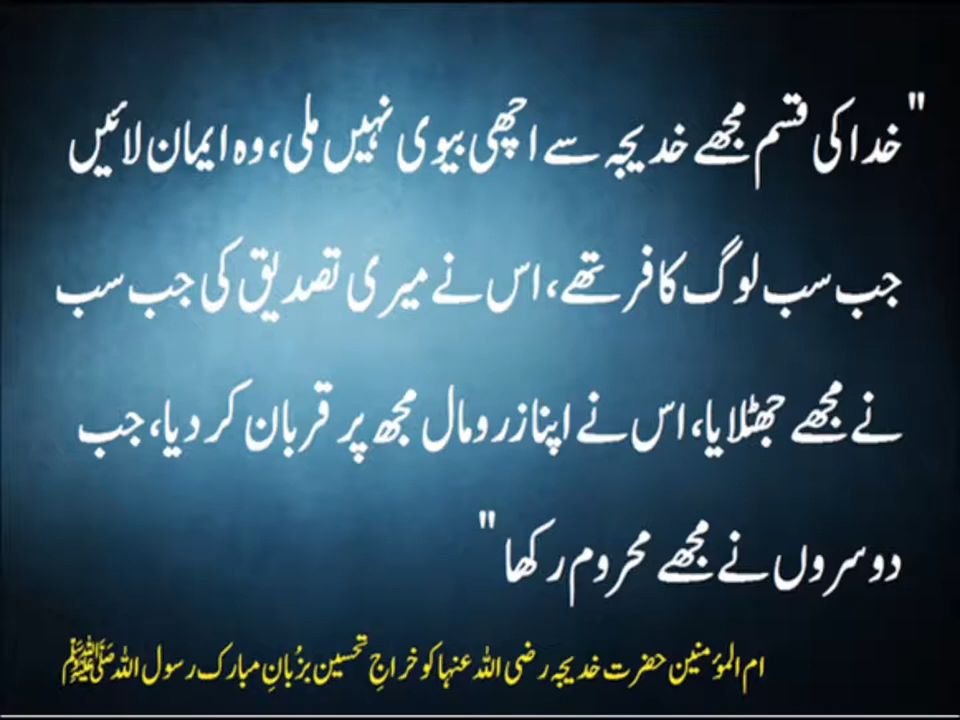 "خدا کی قسم مجھے خدیجہ سے اچھی بیوی نہیں ملی، وہ ایمان لائیں
جب سب لوگ کافر تھے، اس نے میری تصدیق کی جب سب
نے مجھے جھٹلایا، اس نے اپنا زر و مال مجھ پر قربان کر دیا، جب
دوسروں نے مجھے محروم رکھا"
ام المؤمنین حضرت خدیجہ رضی اللہ عنہا کو خراجِ تحسین بزُبانِ مبارک رسول اللہ ﷺ